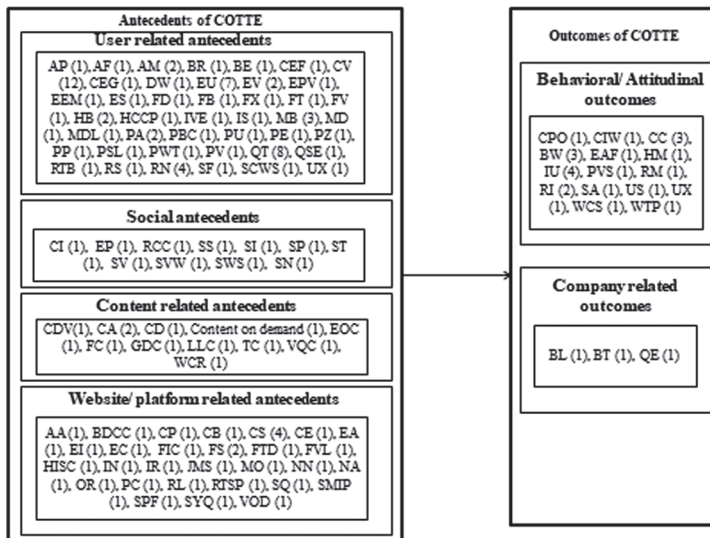 Antecedents of COTTE
User related antecedents
AP (1), AF (1), AM (2), BR (1), BE (1), CEF (1), CV
(12), CEG (1), DW (1), EU (7), EV (2), EPV (1),
EEM (1), ES (1), FD (1), FB (1), FX (1), FT (1), FV
(1), HB (2), HCCP (1), IVE (1), IS (1), MB (3), MD
(1), MDL (1), PA(2), PBC (1), PU (1), PE (1), PZ (1),
PP (1), PSL (1), PWT (1), PV (1), QT (8), QSE (1),
RTB (1), RS (1), RN (4), SF (1), SCWS (1), UX (1)
Social antecedents
CI (1), EP (1), RCC (1), SS (1), SI (1), SP (1), ST
(1), SV (1), SVW (1), SWS (1), SN (1)
Content related antecedents
CDV(1), CA (2), CD (1), Content on demand (1), EOC
(1), FC (1), GDC (1), LLC (1), TC (1), VQC (1),
WCR (1)
Website/ platform related antecedents
AA (1), BDCC (1), CP (1), CB (1), CS (4), CE (1), EA
(1), EI (1), EC (1), FIC (1), FS (2), FTD (1), FVL (1),
HISC (1), IN (1), IR (1), JMS (1), MO (1), NN (1), NA
(1), OR (1), PC (1), RL (1), RTSP (1), SQ (1), SMIP
(1), SPF (1), SYQ (1), VOD (1)
Outcomes of COTTE
Behavioral/ Attitudinal
outcomes
CPO (1), CIW (1), CC (3),
BW (3), EAF (1), HM (1),
IU (4), PVS (1), RM (1),
RI (2), SA (1), US (1), UX
(1), WCS (1), WTP (1)
Company related
outcomes
BL (1), BT (1), QE (1)